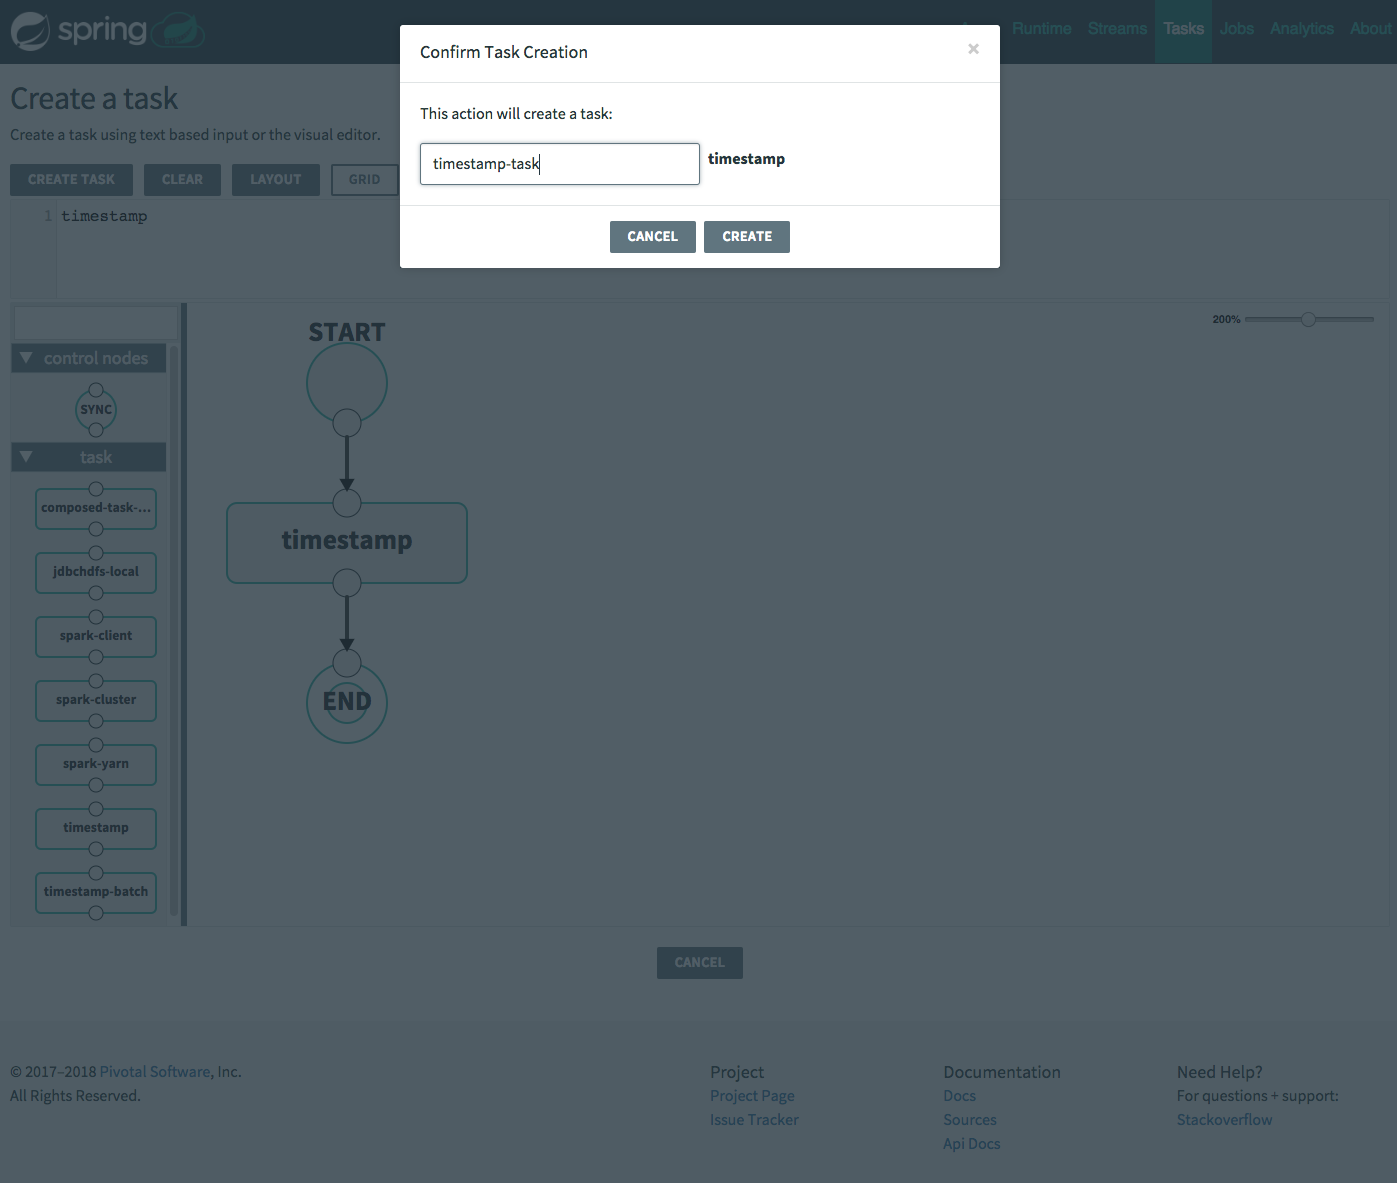 spring
Runtime Streams Tasks Jobs Analytics About
Confirm Task Creation ×
This action will create a task:
timestamp-task timestamp
CANCEL CREATE
Create a task
Create a task using text based input or the visual editor.
CREATE TASK CLEAR LAYOUT GRID
1 timestamp
200%
control nodes
SYNC
task
composed-task-...
jdbchdfs-local
spark-client
spark-cluster
spark-yarn
timestamp
timestamp-batch
START
timestamp
END
CANCEL
© 2017–2018 Pivotal Software, Inc.
All Rights Reserved.
Project
Project Page
Issue Tracker
Documentation
Docs
Sources
Api Docs
Need Help?
For questions + support:
Stackoverflow